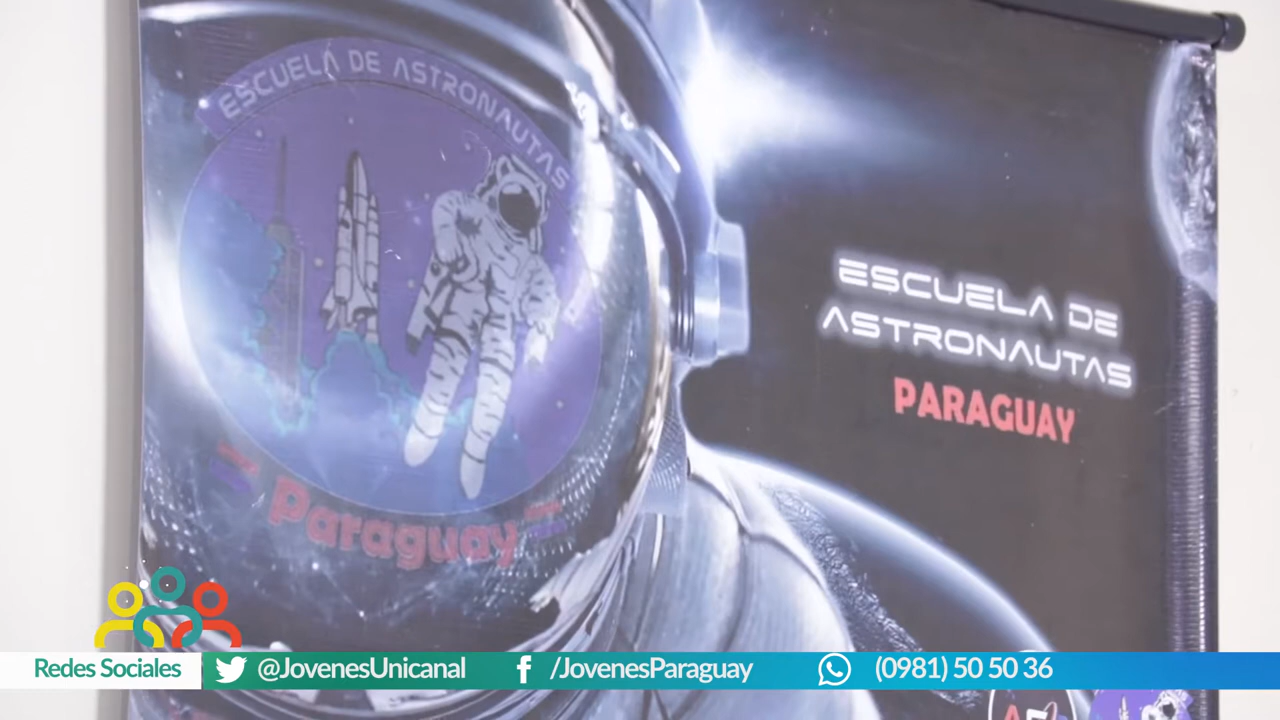 ESCUELA DE ASTRONAUTAS
Paraguay
ESCUELA DE
ASTRONAUTAS
PARAGUAY
Redes Sociales
@JovenesUnicanal
/JovenesParaguay
(0981) 50 50 36